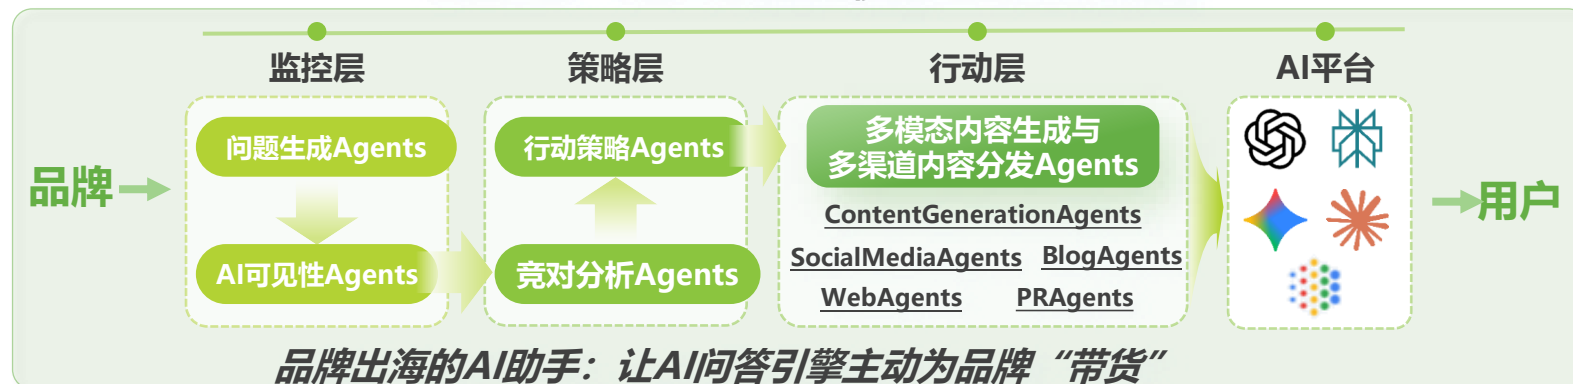 监控层
策略层
行动层
AI平台
品牌
问题生成Agents
AI可见性Agents
行动策略Agents
竞对分析Agents
多模态内容生成与
多渠道内容分发Agents
ContentGenerationAgents
SocialMediaAgents
BlogAgents
WebAgents
PRAgents
用户
品牌出海的AI助手：让AI问答引擎主动为品牌“带货”